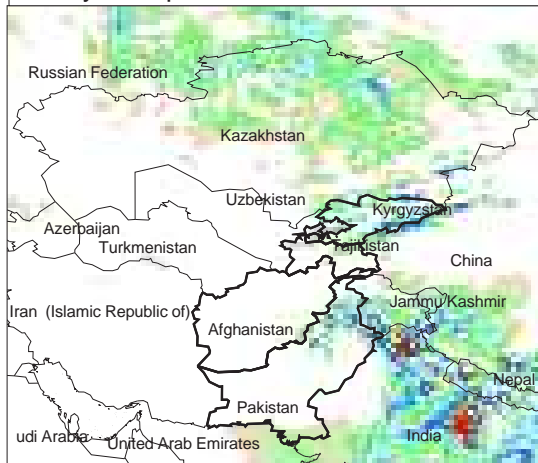 Russian Federation
Kazakhstan
Uzbekistan
Kyrgyzstan
Azerbaijan
Turkmenistan
Tajikistan
China
Iran (Islamic Republic of)
Jammu Kashmir
Afghanistan
Nepal
Pakistan
udi Arabia
United Arab Emirates
India